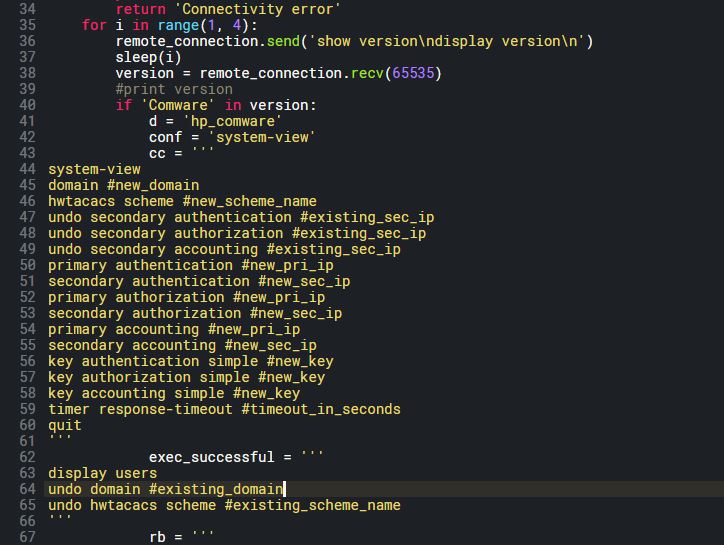 34             return 'Connectivity error'
35     for i in range(1, 4):
36         remote_connection.send('show version\ndisplay version\n')
37         sleep(i)
38         version = remote_connection.recv(65535)
39         #print version
40         if 'Comware' in version:
41             d = 'hp_comware'
42             conf = 'system-view'
43             cc = '''
44 system-view
45 domain #new_domain
46 hwtacacs scheme #new_scheme_name
47 undo secondary authentication #existing_sec_ip
48 undo secondary authorization #existing_sec_ip
49 undo secondary accounting #existing_sec_ip
50 primary authentication #new_pri_ip
51 secondary authentication #new_sec_ip
52 primary authorization #new_pri_ip
53 secondary authorization #new_sec_ip
54 primary accounting #new_pri_ip
55 secondary accounting #new_sec_ip
56 key authentication simple #new_key
57 key authorization simple #new_key
58 key accounting simple #new_key
59 timer response-timeout #timeout_in_seconds
60 quit
61 '''
62             exec_successful = '''
63 display users
64 undo domain #existing_domain
65 undo hwtacacs scheme #existing_scheme_name
66 '''
67             rb = '''